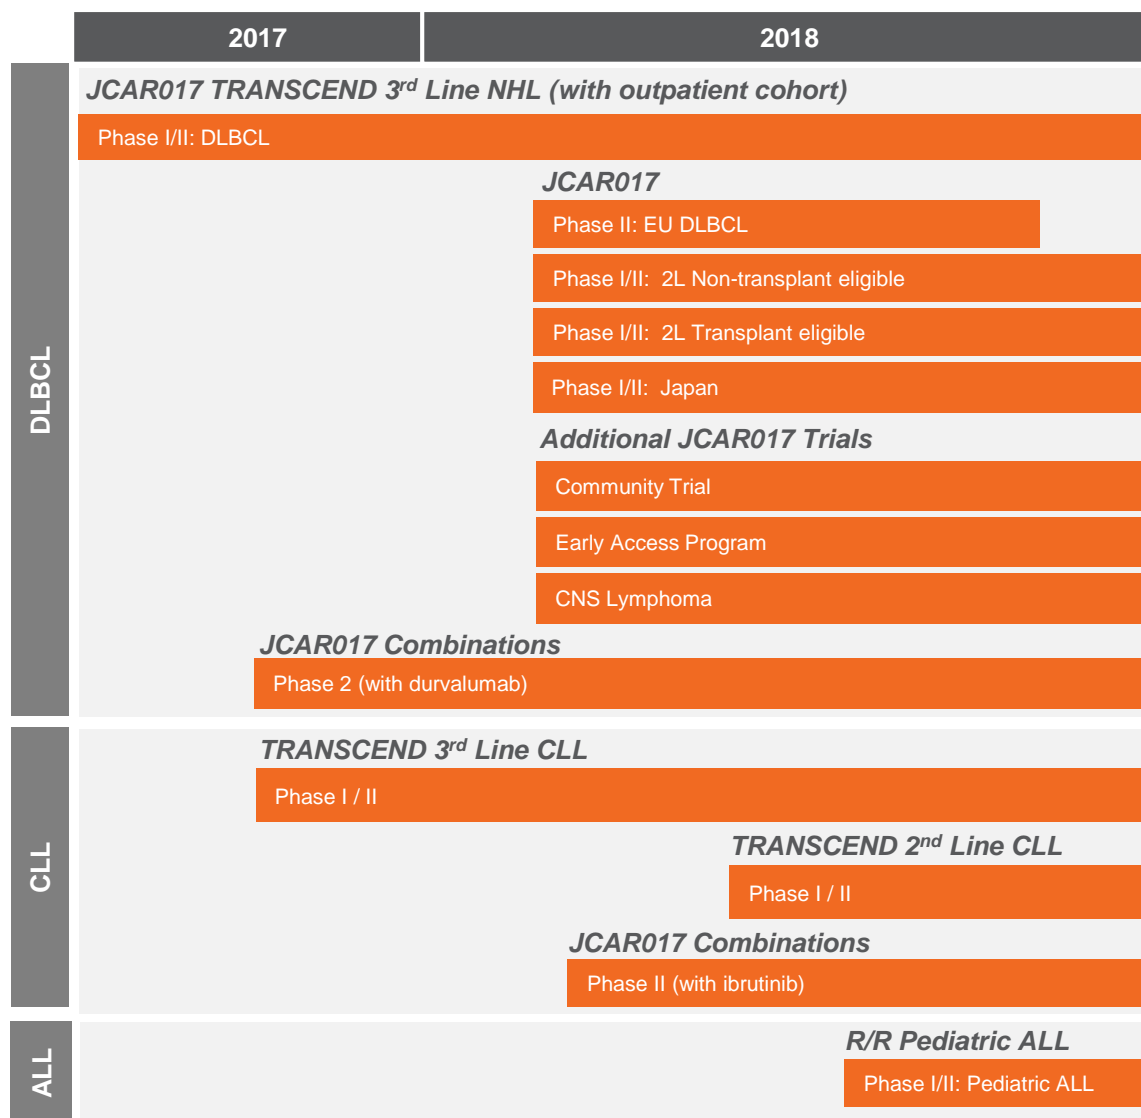 2017
2018
DLBCL
JCAR017 TRANSCEND 3rd Line NHL (with outpatient cohort)
Phase I/II: DLBCL
JCAR017
Phase II: EU DLBCL
Phase I/II:  2L Non-transplant eligible
Phase I/II:  2L Transplant eligible
Phase I/II:  Japan
Additional JCAR017 Trials
Community Trial
Early Access Program
CNS Lymphoma
JCAR017 Combinations
Phase 2 (with durvalumab)
CLL
TRANSCEND 3rd Line CLL
Phase I / II
TRANSCEND 2nd Line CLL
Phase I / II
JCAR017 Combinations
Phase II (with ibrutinib)
ALL
R/R Pediatric ALL
Phase I/II: Pediatric ALL